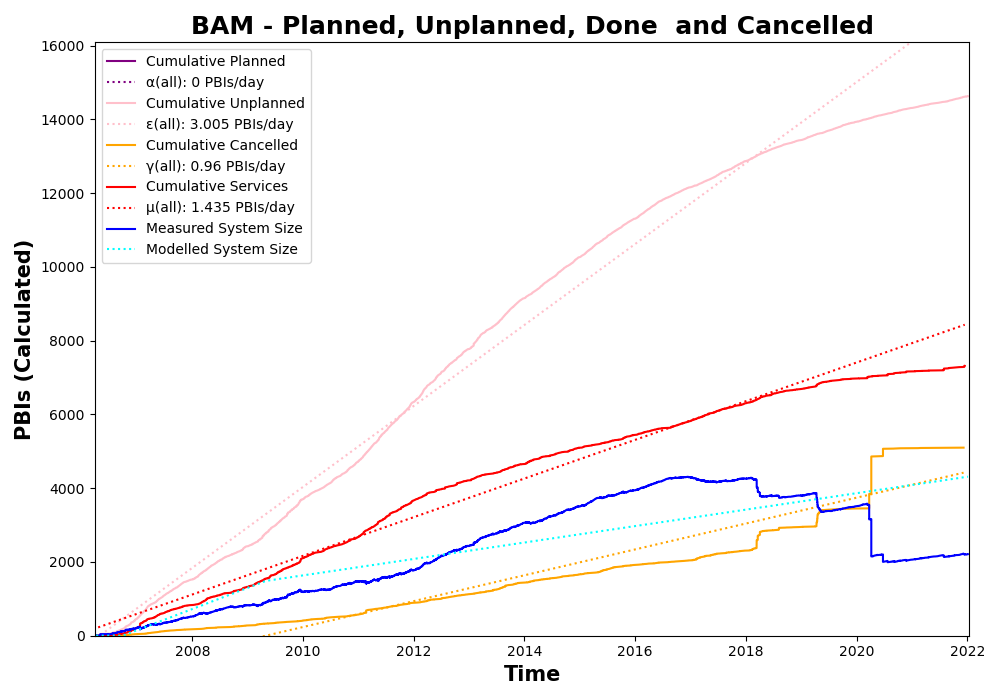 BAM - Planned, Unplanned, Done  and Cancelled
PBIs (Calculated)
16000
14000
12000
10000
8000
6000
4000
2000
0
Cumulative Planned
α(all): 0 PBIs/day
Cumulative Unplanned
ε(all): 3.005 PBIs/day
Cumulative Cancelled
γ(all): 0.96 PBIs/day
Cumulative Services
μ(all): 1.435 PBIs/day
Measured System Size
Modelled System Size
2008 2010 2012 2014 2016 2018 2020 2022
Time